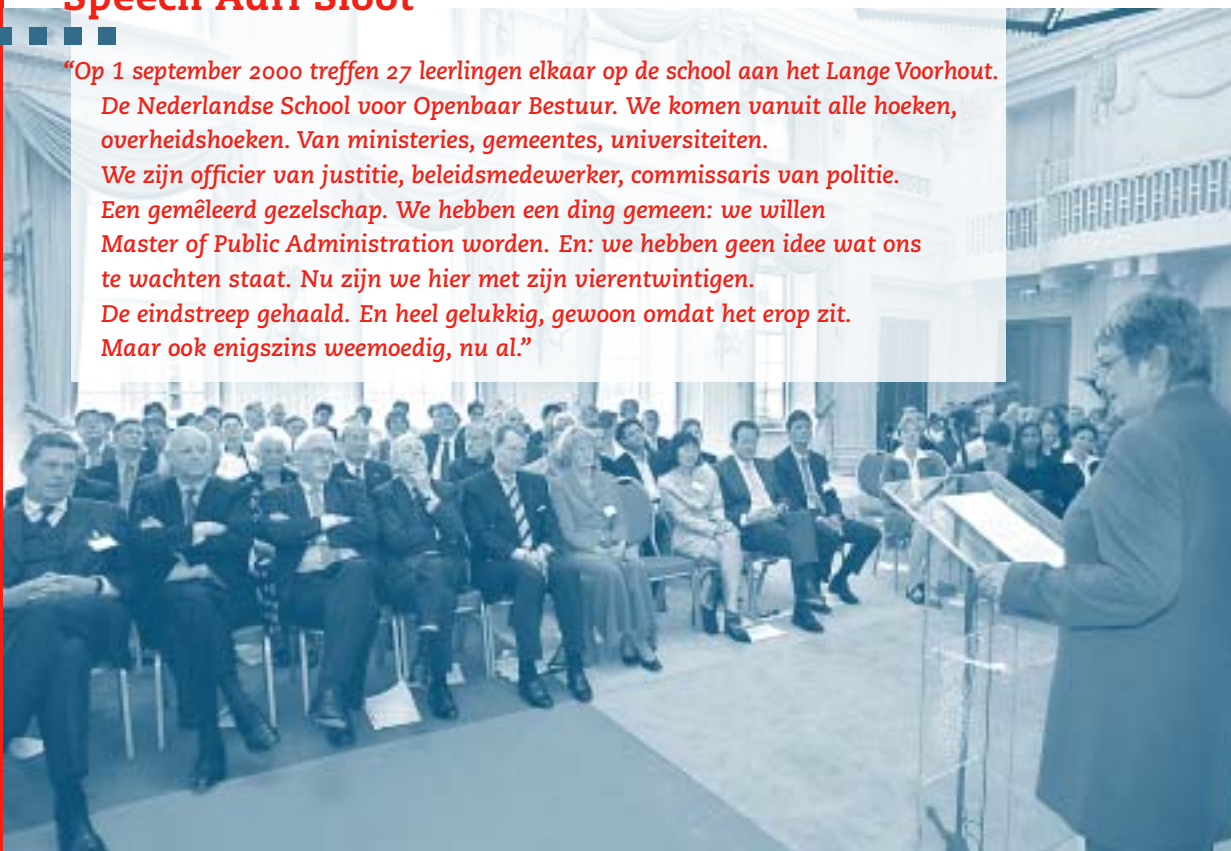 Speech Adri Sloot
“Op 1 september 2000 treffen 27 leerlingen elkaar op de school aan het Lange Voorhout.
De Nederlandse School voor Openbaar Bestuur. We komen vanuit alle hoeken,
overheidshoeken. Van ministeries, gemeentes, universiteiten.
We zijn officier van justitie, beleidsmedewerker, commissaris van politie.
Een gemêleerd gezelschap. We hebben een ding gemeen: we willen
Master of Public Administration worden. En: we hebben geen idee wat ons
te wachten staat. Nu zijn we hier met zijn vierentwintigen.
De eindstreep gehaald. En heel gelukkig, gewoon omdat het erop zit.
Maar ook enigszins weemoedig, nu al.”